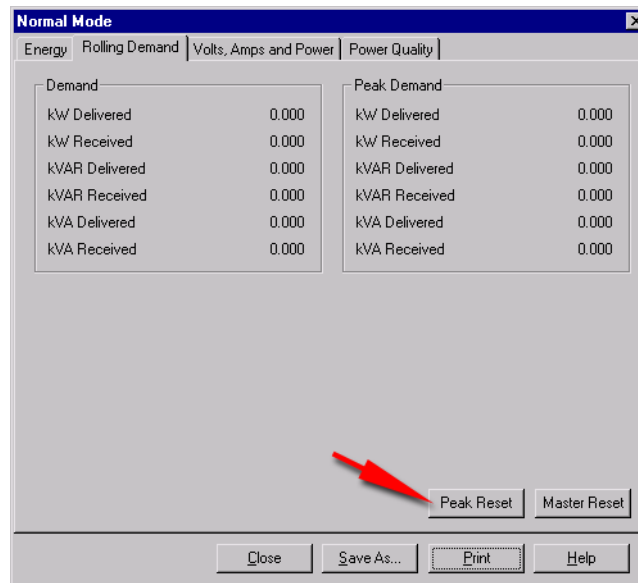 Normal Mode
Energy Rolling Demand Volts, Amps and Power Power Quality
Demand
kW Delivered 0.000
kW Received 0.000
kVAR Delivered 0.000
kVAR Received 0.000
kVA Delivered 0.000
kVA Received 0.000
Peak Demand
kW Delivered 0.000
kW Received 0.000
kVAR Delivered 0.000
kVAR Received 0.000
kVA Delivered 0.000
kVA Received 0.000
Peak Reset Master Reset
Close Save As... Print Help